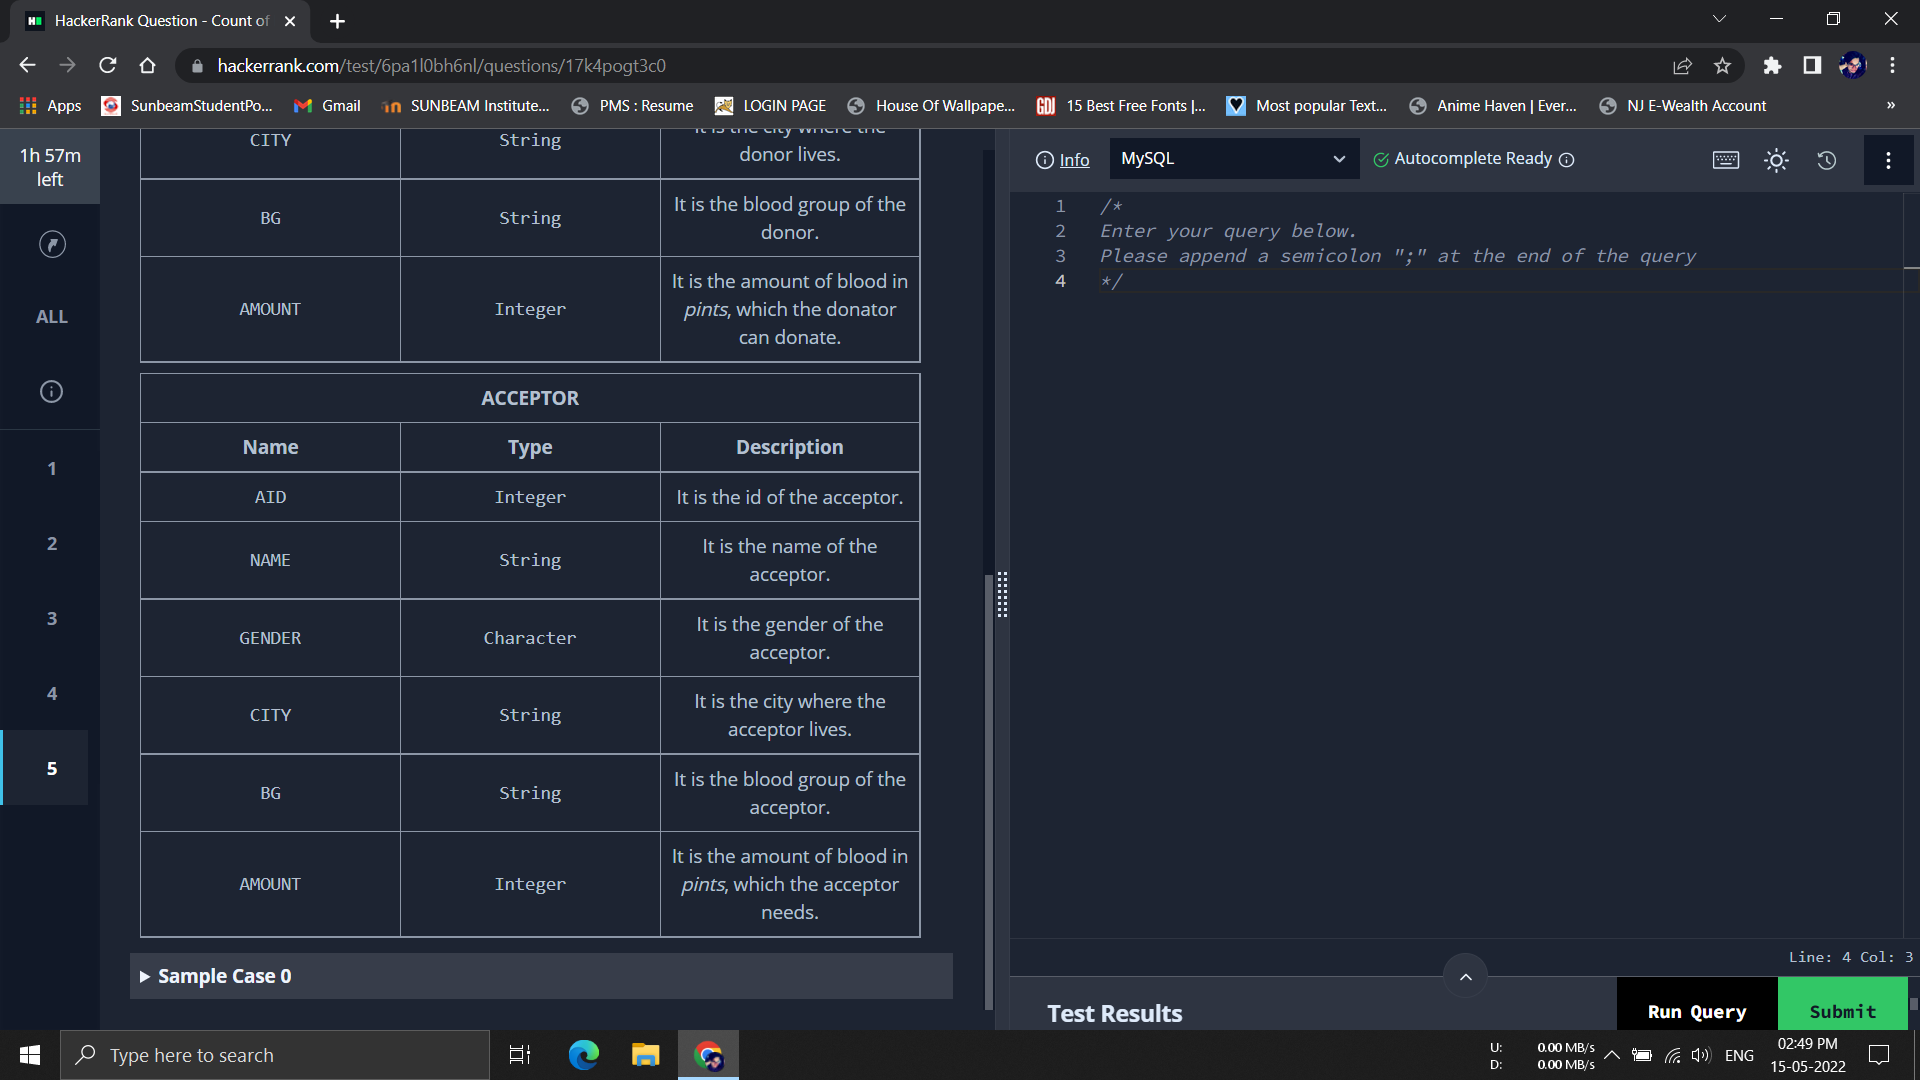 HackerRank Question - Count of
hackerrank.com/test/6pa1l0bh6nl/questions/17k4pogt3c0
Apps
SunbeamStudentPo...
Gmail
SUNBEAM Institute...
PMS : Resume
LOGIN PAGE
House Of Wallpape...
GDJ
15 Best Free Fonts |...
Most popular Text...
Anime Haven | Ever...
NJ E-Wealth Account
»
1h 57m
left
ALL
1
2
3
4
5
CITY
String
It is the city where the
donor lives.
BG
String
It is the blood group of the
donor.
AMOUNT
Integer
It is the amount of blood in
pints, which the donator
can donate.
ACCEPTOR
Name
Type
Description
AID
Integer
It is the id of the acceptor.
NAME
String
It is the name of the
acceptor.
GENDER
Character
It is the gender of the
acceptor.
CITY
String
It is the city where the
acceptor lives.
BG
String
It is the blood group of the
acceptor.
AMOUNT
Integer
It is the amount of blood in
pints, which the acceptor
needs.
Sample Case 0
Info
MySQL
Autocomplete Ready
1 /*
2 Enter your query below.
3 Please append a semicolon ";" at the end of the query
4 */
Line: 4 Col: 3
Test Results
Run Query
Submit
Type here to search
U: 0.00 MB/s
D: 0.00 MB/s
ENG
02:49 PM
15-05-2022